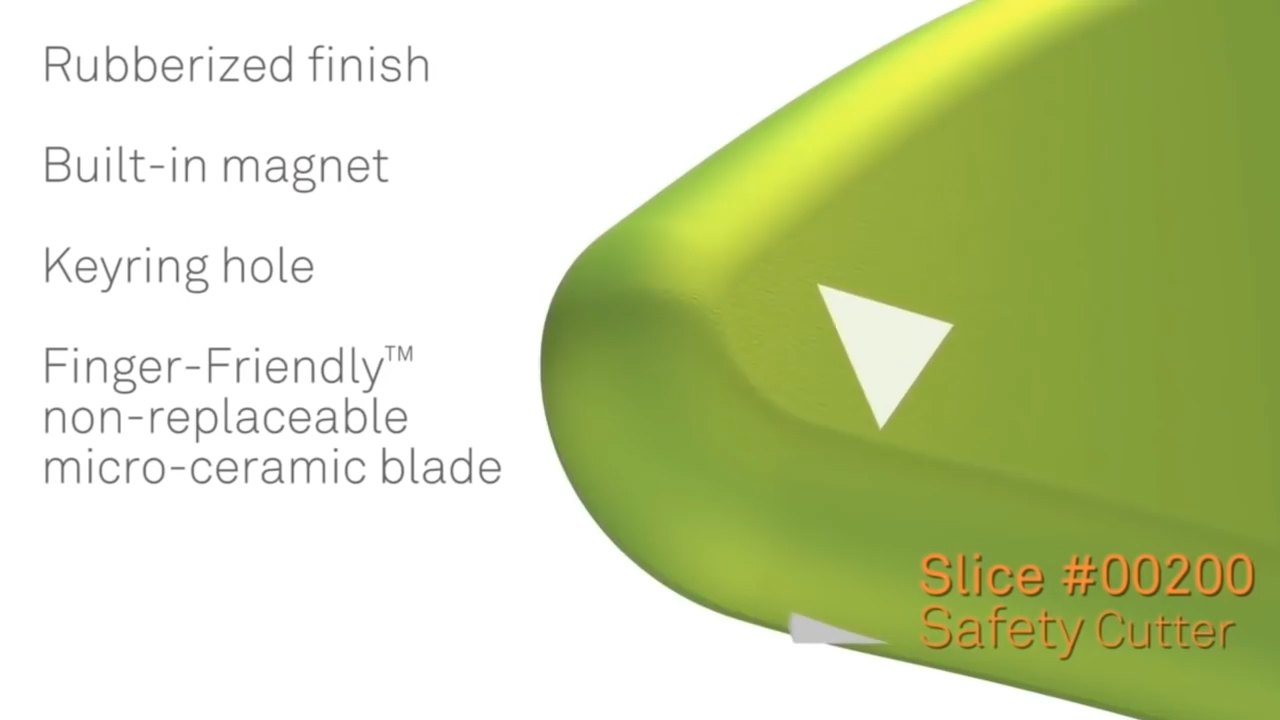 Rubberized finish
Built-in magnet
Keyring hole
Finger-Friendly™
non-replaceable
micro-ceramic blade
Slice #00200
Safety Cutter